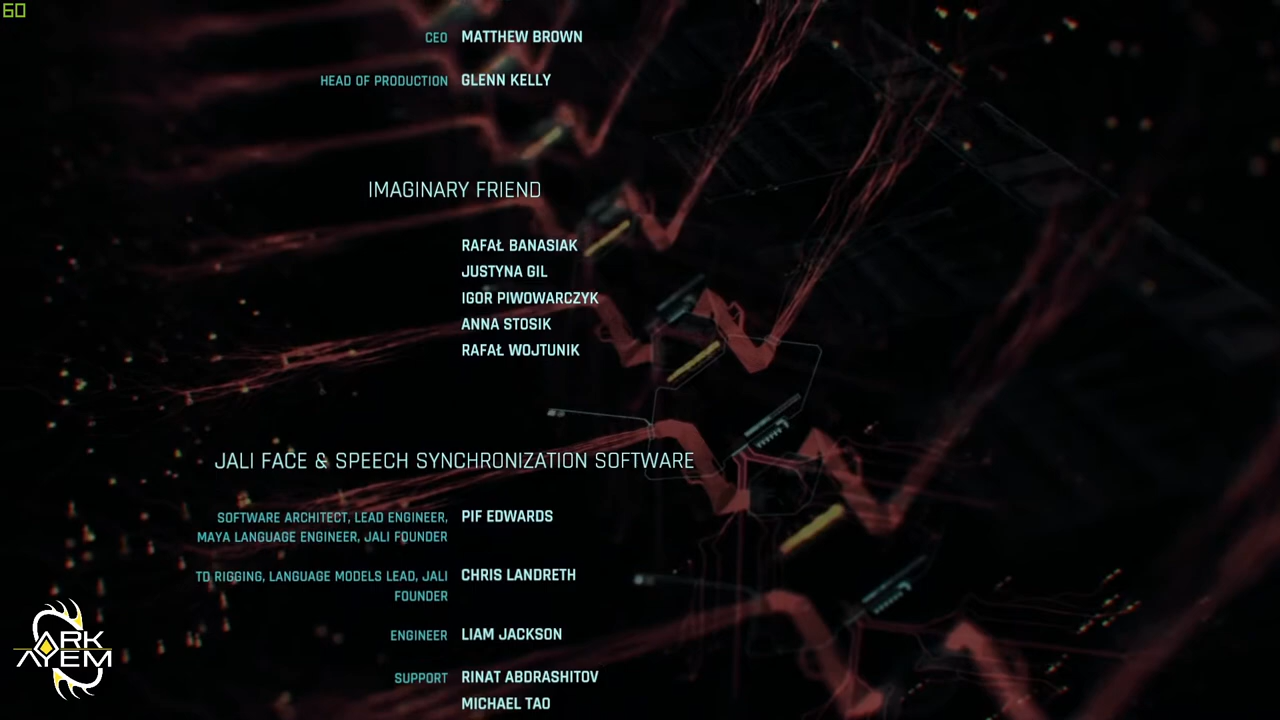 60
CEO MATTHEW BROWN
HEAD OF PRODUCTION GLENN KELLY
IMAGINARY FRIEND
RAFAŁ BANASIAK
JUSTYNA GIL
IGOR PIWOWARCZYK
ANNA STOSIK
RAFAŁ WOJTUNIK
JALI FACE & SPEECH SYNCHRONIZATION SOFTWARE
SOFTWARE ARCHITECT, LEAD ENGINEER, PIF EDWARDS
MAYA LANGUAGE ENGINEER, JALI FOUNDER
TD RIGGING, LANGUAGE MODELS LEAD, JALI CHRIS LANDRETH
FOUNDER
ENGINEER LIAM JACKSON
SUPPORT RINAT ABDRASHITOV
MICHAEL TAO
ARK
AYEM